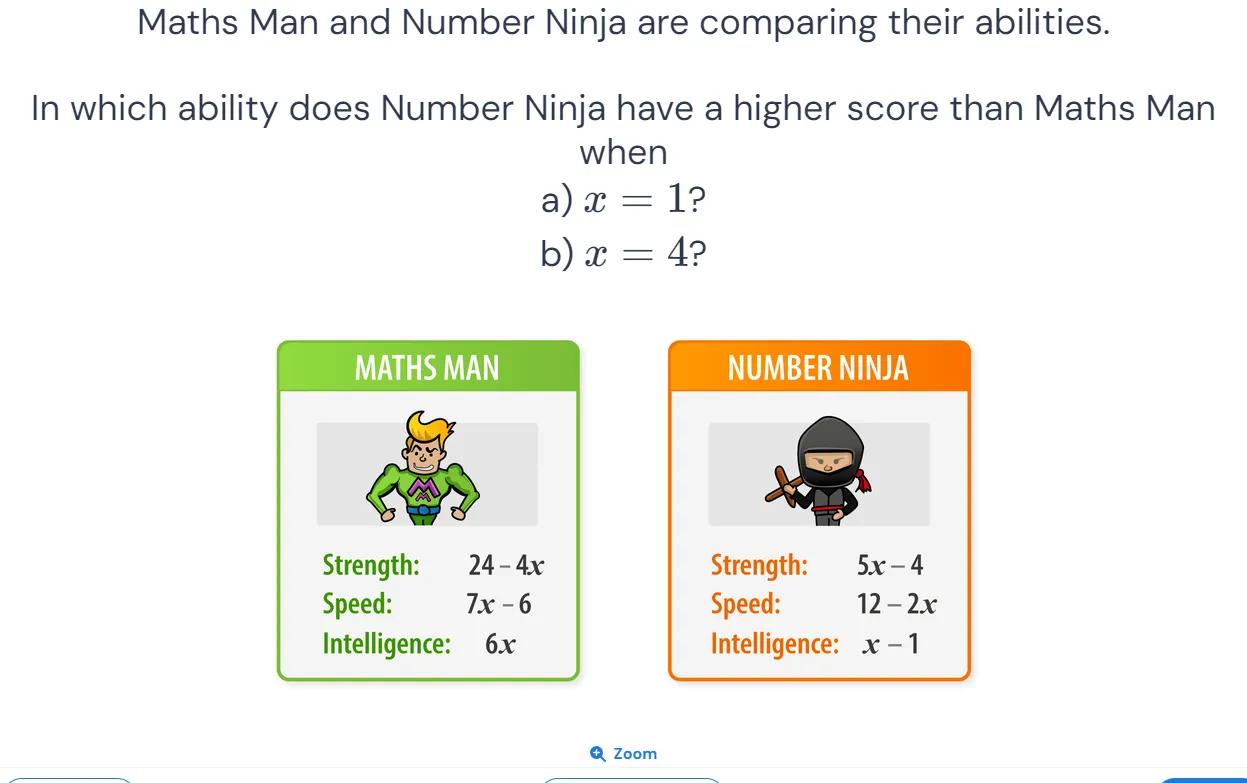 Maths Man and Number Ninja are comparing their abilities.
In which ability does Number Ninja have a higher score than Maths Man
when
a) x = 1?
b) x = 4?
MATHS MAN
Strength: 24 – 4x
Speed: 7x – 6
Intelligence: 6x
NUMBER NINJA
Strength: 5x – 4
Speed: 12 – 2x
Intelligence: x – 1
Zoom